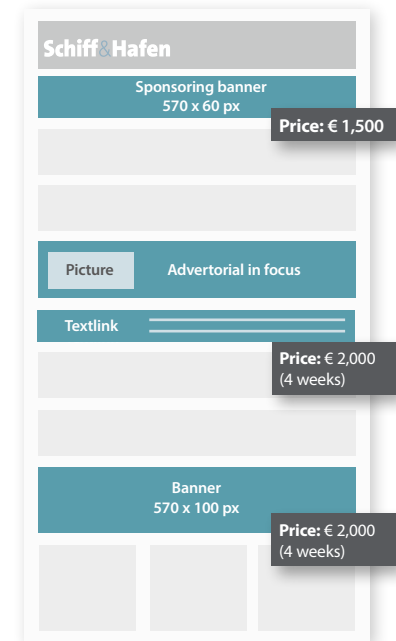 Schiff&Hafen
Sponsoring banner
570 x 60 px
Price: € 1,500
Picture
Advertorial in focus
Textlink
Price: € 2,000
(4 weeks)
Banner
570 x 100 px
Price: € 2,000
(4 weeks)